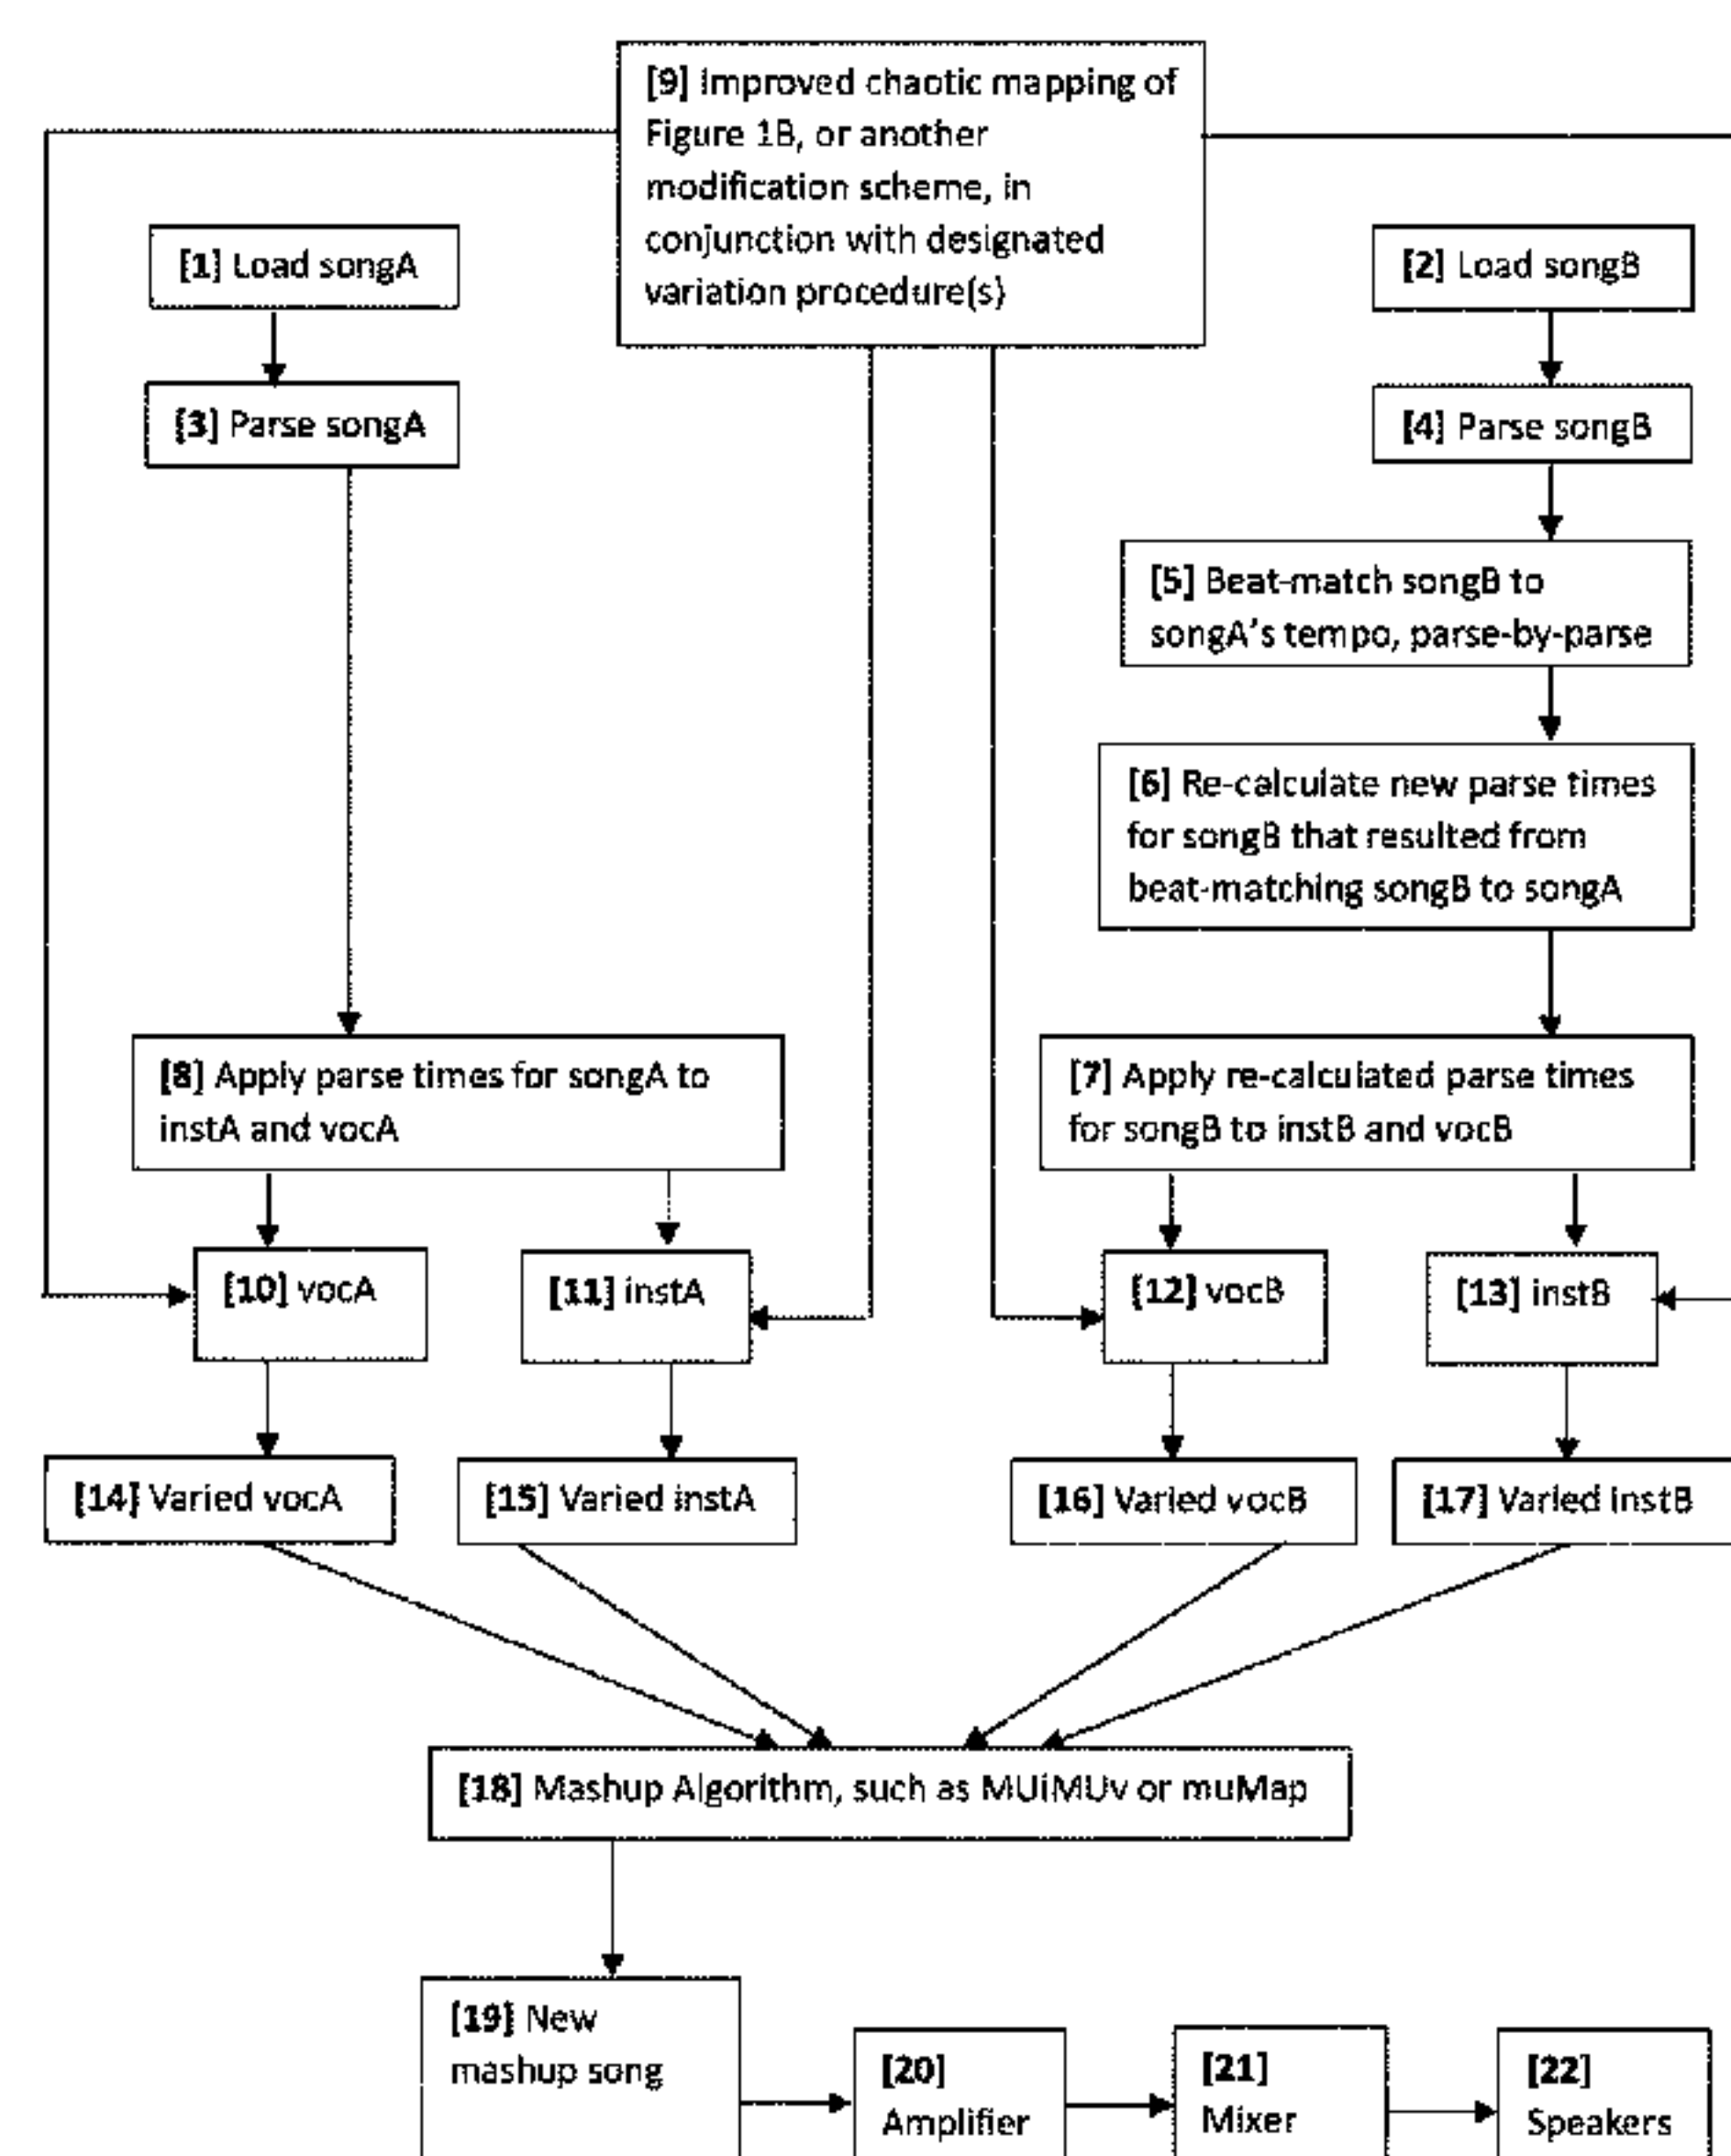 [9] Improved chaotic mapping of
Figure 1B, or another
modification scheme, in
conjunction with designated
variation procedure(s)
[1] Load songA
[2] Load songB
[3] Parse songA
[4] Parse songB
[5] Beat-match songB to
songA's tempo, parse-by-parse
[6] Re-calculate new parse times
for songB that resulted from
beat-matching songB to songA
[8] Apply parse times for songA to
instA and vocA
[7] Apply re-calculated parse times
for songB to instB and vocB
[10] vocA
[11] instA
[12] vocB
[13] instB
[14] Varied vocA
[15] Varied instA
[16] Varied vocB
[17] Varied instB
[18] Mashup Algorithm, such as MUiMUv or muMap
[19] New
mashup song
[20]
Amplifier
[21]
Mixer
[22]
Speakers